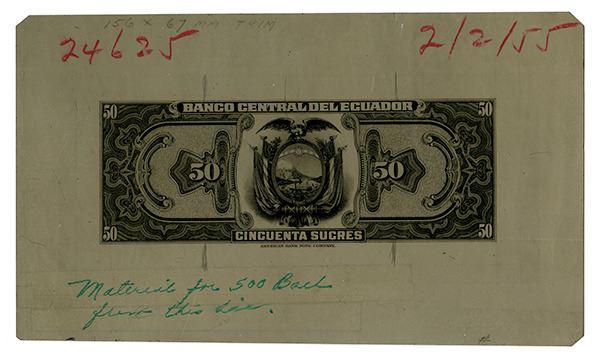 156 X 67 MM TRIM
24625 2/2/55
50 BANCO CENTRAL DEL ECUADOR 50
50 50
50 CINCUENTA SUCRES 50
AMERICAN BANK NOTE COMPANY.
Material for 500 Back
from this die.